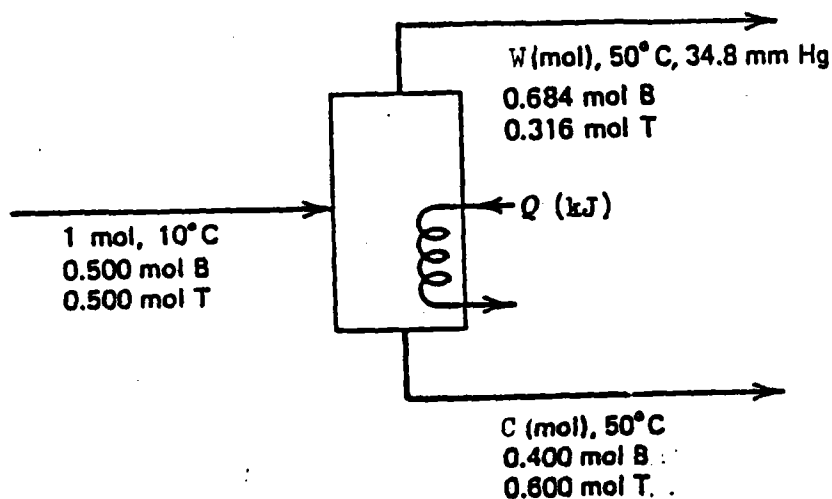 W (mol), 50°C, 34.8 mm Hg
0.684 mol B
0.316 mol T
Q (kJ)
1 mol, 10°C
0.500 mol B
0.500 mol T
C (mol), 50°C
0.400 mol B
0.600 mol T